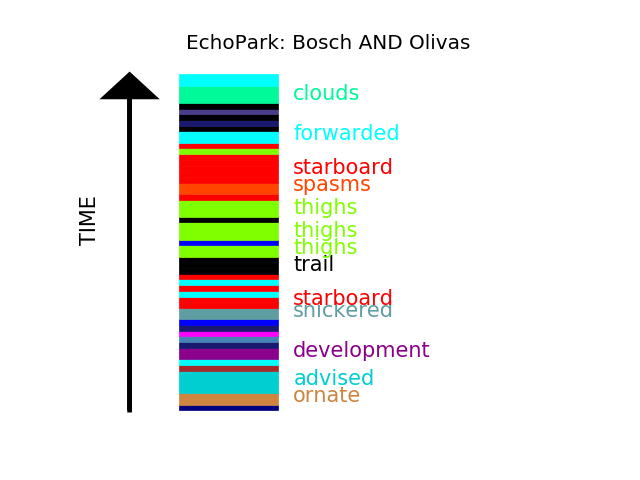 EchoPark: Bosch AND Olivas
TIME
clouds
forwarded
starboard
spasms
thighs
thighs
thighs
trail
starboard
snickered
development
advised
ornate